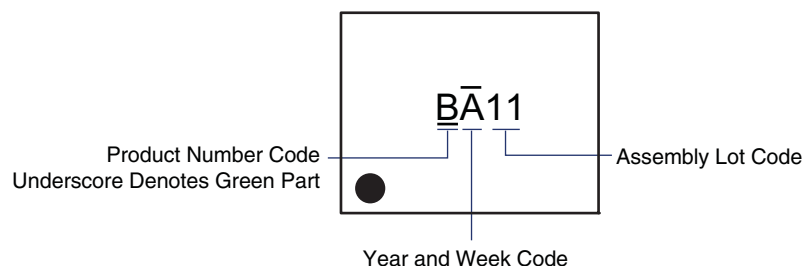 BA11
Product Number Code
Underscore Denotes Green Part
Assembly Lot Code
Year and Week Code